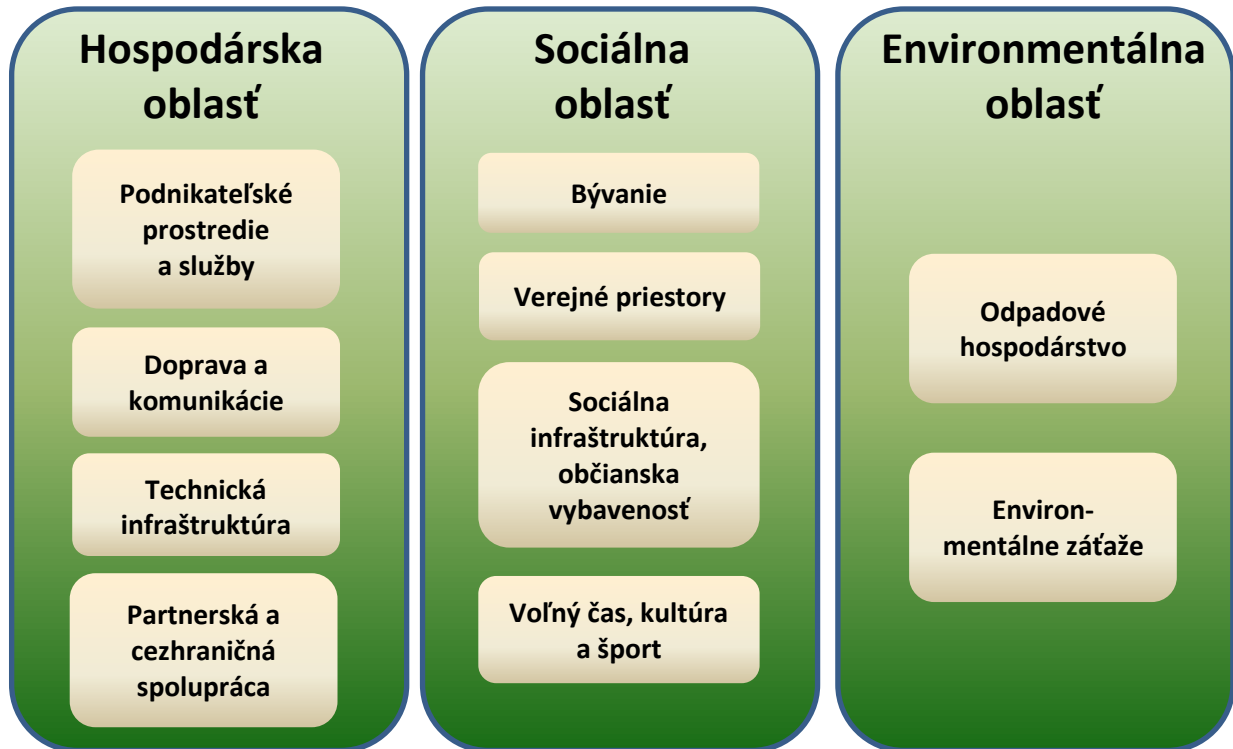 Hospodárska
oblasť
Podnikateľské
prostredie
a služby
Doprava a
komunikácie
Technická
infraštruktúra
Partnerská a
cezhraničná
spolupráca
Sociálna
oblasť
Bývanie
Verejné priestory
Sociálna
infraštruktúra,
občianska
vybavenosť
Voľný čas, kultúra
a šport
Environmentálna
oblasť
Odpadové
hospodárstvo
Environ-
mentálne záťaže